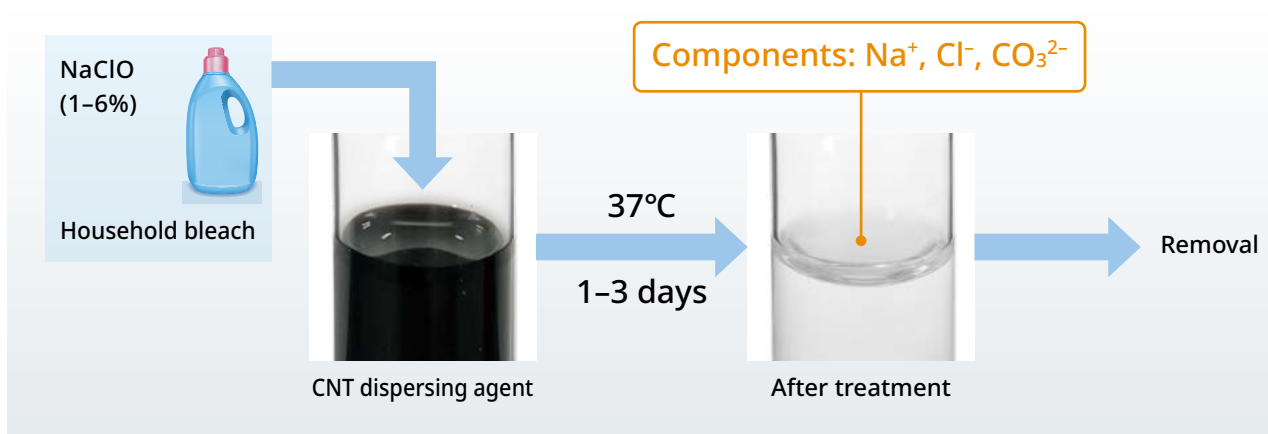 NaClO
(1–6%)
Household bleach
CNT dispersing agent
37℃
1–3 days
Components: Na⁺, Cl⁻, CO₃²⁻
After treatment
Removal